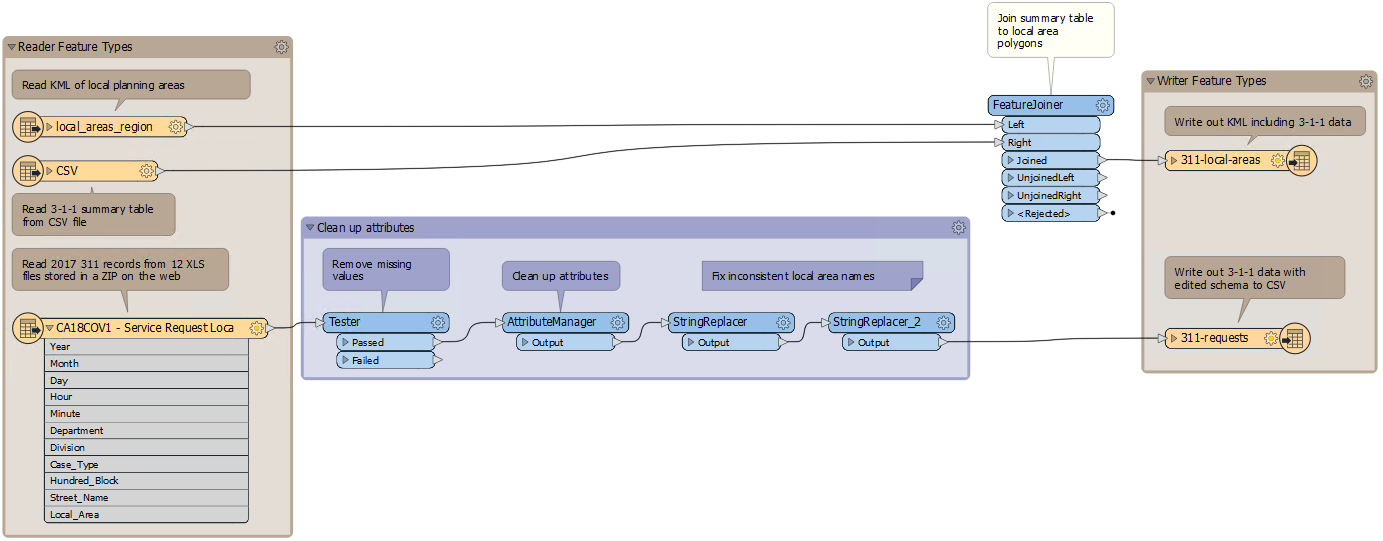 Reader Feature Types
Read KML of local planning areas
local_areas_region
CSV
Read 3-1-1 summary table
from CSV file
Read 2017 311 records from 12 XLS
files stored in a ZIP on the web
CA18COV1 - Service Request Loca
Year
Month
Day
Hour
Minute
Department
Division
Case_Type
Hundred_Block
Street_Name
Local_Area
Clean up attributes
Remove missing
values
Tester
Passed
Failed
Clean up attributes
AttributeManager
Output
Fix inconsistent local area names
StringReplacer
Output
StringReplacer_2
Output
Join summary table
to local area
polygons
FeatureJoiner
Left
Right
Joined
UnjoinedLeft
UnjoinedRight
<Rejected>
Writer Feature Types
Write out KML including 3-1-1 data
311-local-areas
Write out 3-1-1 data with
edited schema to CSV
311-requests